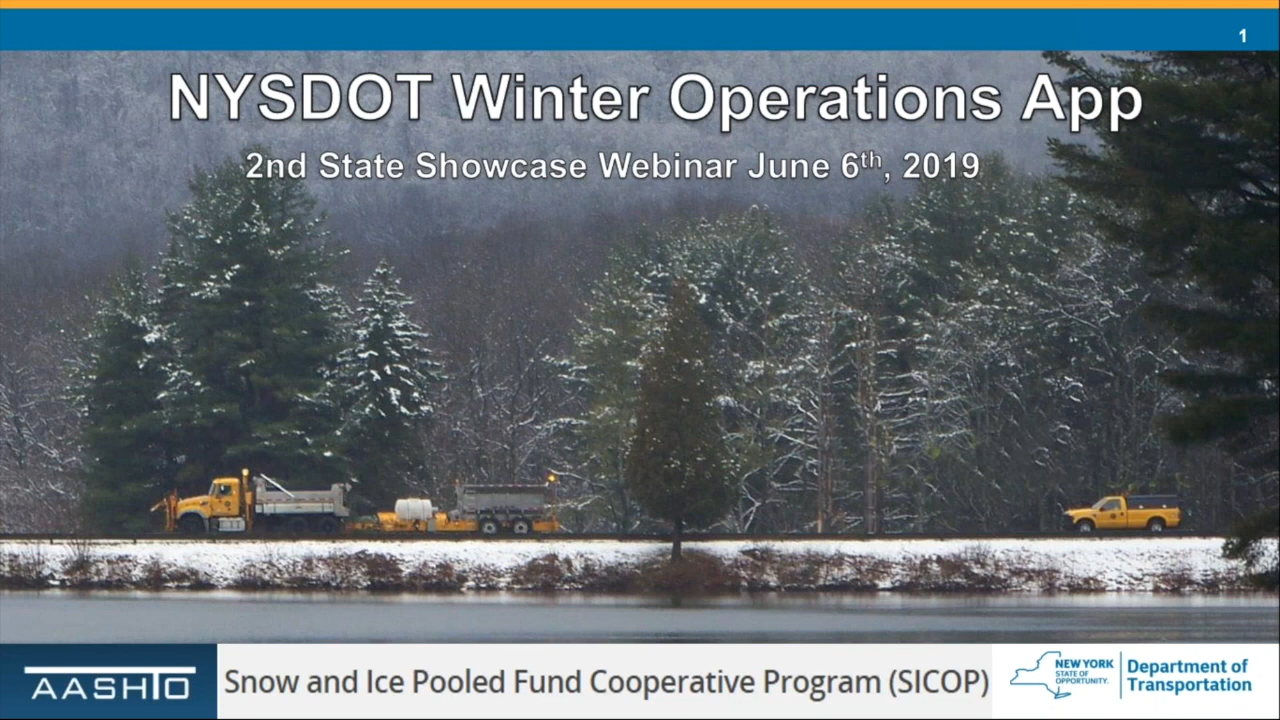 1
NYSDOT Winter Operations App
2nd State Showcase Webinar June 6th, 2019
AASHTO
Snow and Ice Pooled Fund Cooperative Program (SICOP)
NEW YORK
STATE OF
OPPORTUNITY.
Department of
Transportation